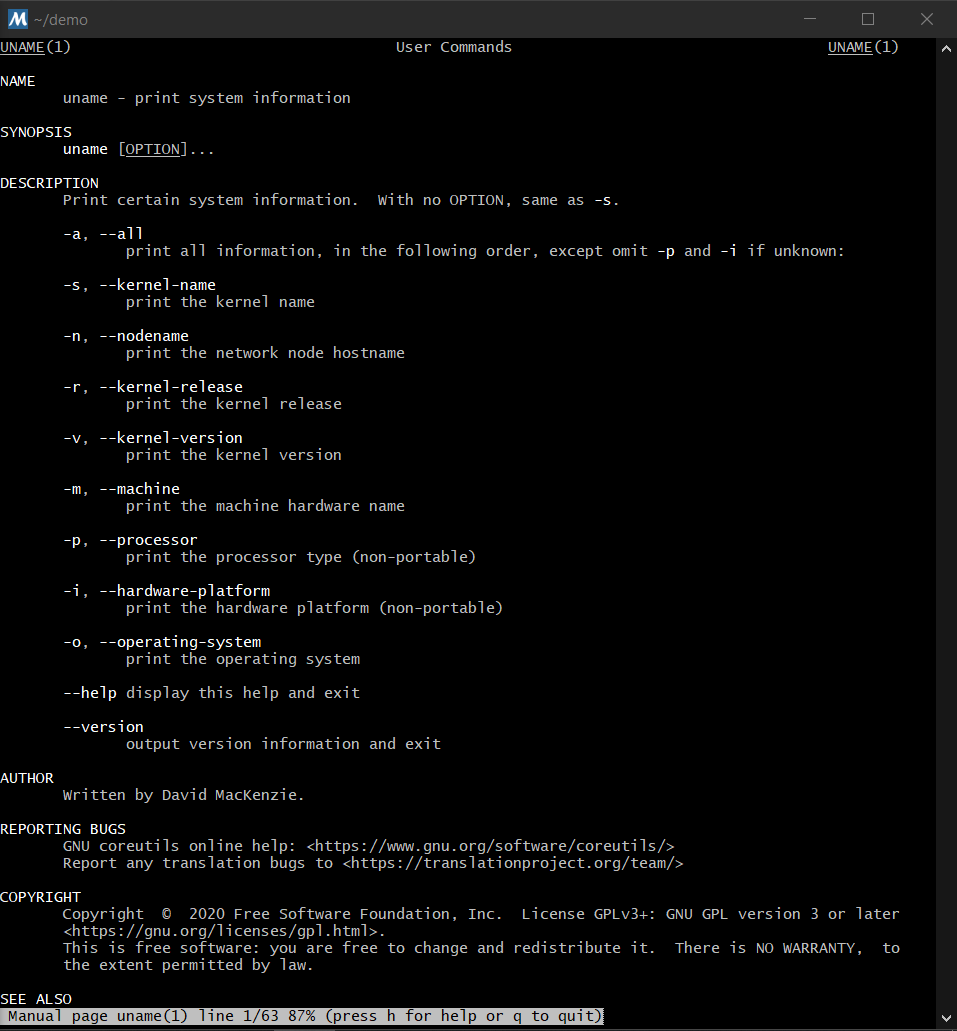 M ~/demo
UNAME(1) User Commands UNAME(1)
NAME
uname - print system information
SYNOPSIS
uname [OPTION]...
DESCRIPTION
Print certain system information.  With no OPTION, same as -s.
-a, --all
print all information, in the following order, except omit -p and -i if unknown:
-s, --kernel-name
print the kernel name
-n, --nodename
print the network node hostname
-r, --kernel-release
print the kernel release
-v, --kernel-version
print the kernel version
-m, --machine
print the machine hardware name
-p, --processor
print the processor type (non-portable)
-i, --hardware-platform
print the hardware platform (non-portable)
-o, --operating-system
print the operating system
--help display this help and exit
--version
output version information and exit
AUTHOR
Written by David MacKenzie.
REPORTING BUGS
GNU coreutils online help: <https://www.gnu.org/software/coreutils/>
Report any translation bugs to <https://translationproject.org/team/>
COPYRIGHT
Copyright  ©  2020 Free Software Foundation, Inc.  License GPLv3+: GNU GPL version 3 or later
<https://gnu.org/licenses/gpl.html>.
This is free software: you are free to change and redistribute it.  There is NO WARRANTY,  to
the extent permitted by law.
SEE ALSO
Manual page uname(1) line 1/63 87% (press h for help or q to quit)